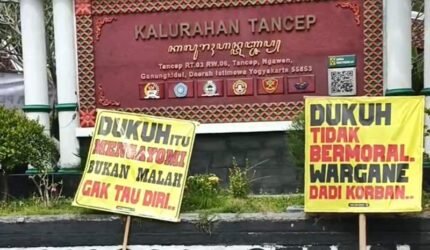 KALURAHAN TANCEP
Tancep RT.03 RW.06, Tancep, Ngawen,
Gunungkidul, Daerah Istimewa Yogyakarta 55853
DUKUH ITU
MENGAYOMI
BUKAN MALAH
GAK TAU DIRI..
DUKUH
TIDAK
BERMORAL.
WARGANE
DADI KORBAN..